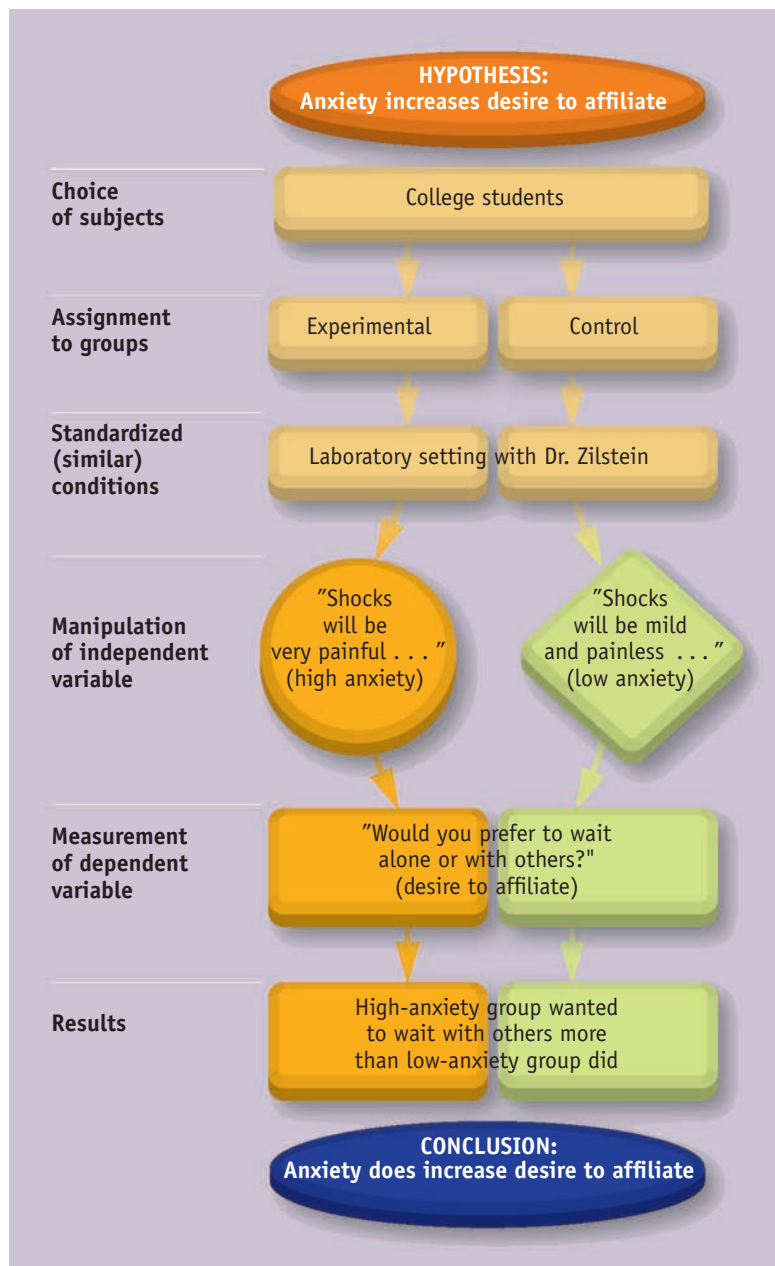 HYPOTHESIS:
Anxiety increases desire to affiliate
Choice
of subjects
College students
Assignment
to groups
Experimental
Control
Standardized
(similar)
conditions
Laboratory setting with Dr. Zilstein
Manipulation
of independent
variable
"Shocks
will be
very painful . . . "
(high anxiety)
"Shocks
will be mild
and painless . . ."
(low anxiety)
Measurement
of dependent
variable
"Would you prefer to wait
alone or with others?"
(desire to affiliate)
Results
High-anxiety group wanted
to wait with others more
than low-anxiety group did
CONCLUSION:
Anxiety does increase desire to affiliate